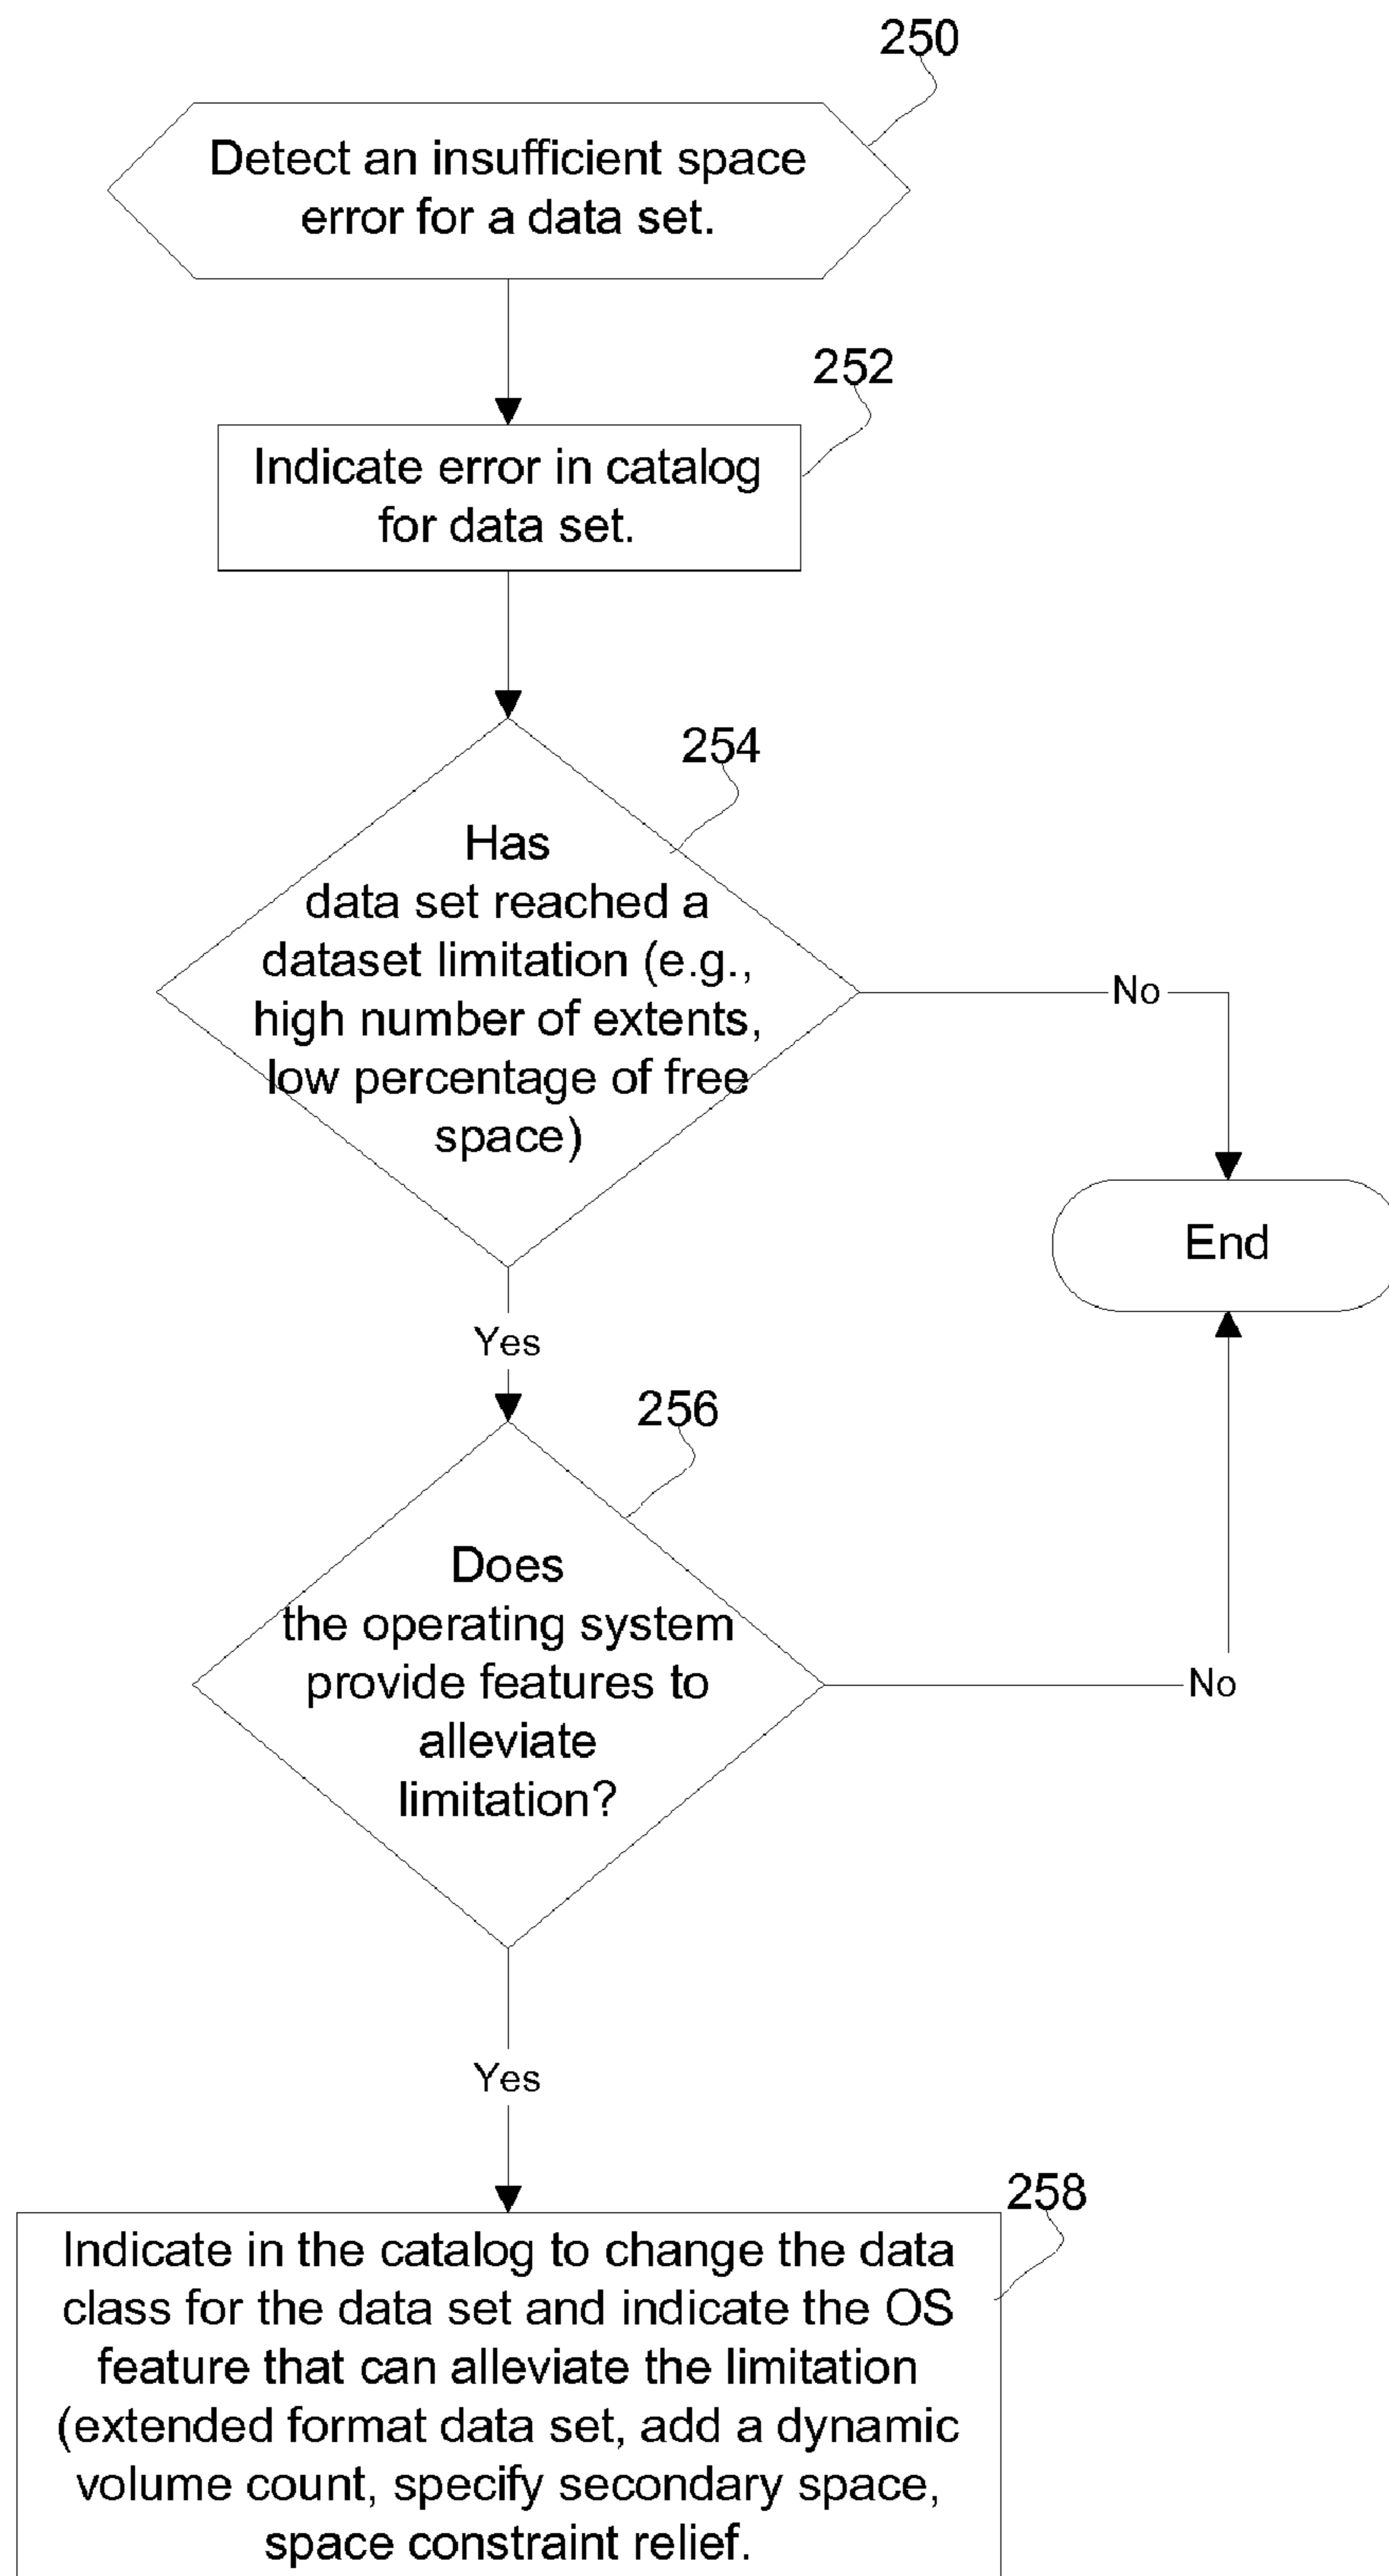 250
Detect an insufficient space
error for a data set.
252
Indicate error in catalog
for data set.
254
Has
data set reached a
dataset limitation (e.g.,
high number of extents,
low percentage of free
space)
No
End
Yes
256
Does
the operating system
provide features to
alleviate
limitation?
No
Yes
258
Indicate in the catalog to change the data
class for the data set and indicate the OS
feature that can alleviate the limitation
(extended format data set, add a dynamic
volume count, specify secondary space,
space constraint relief.